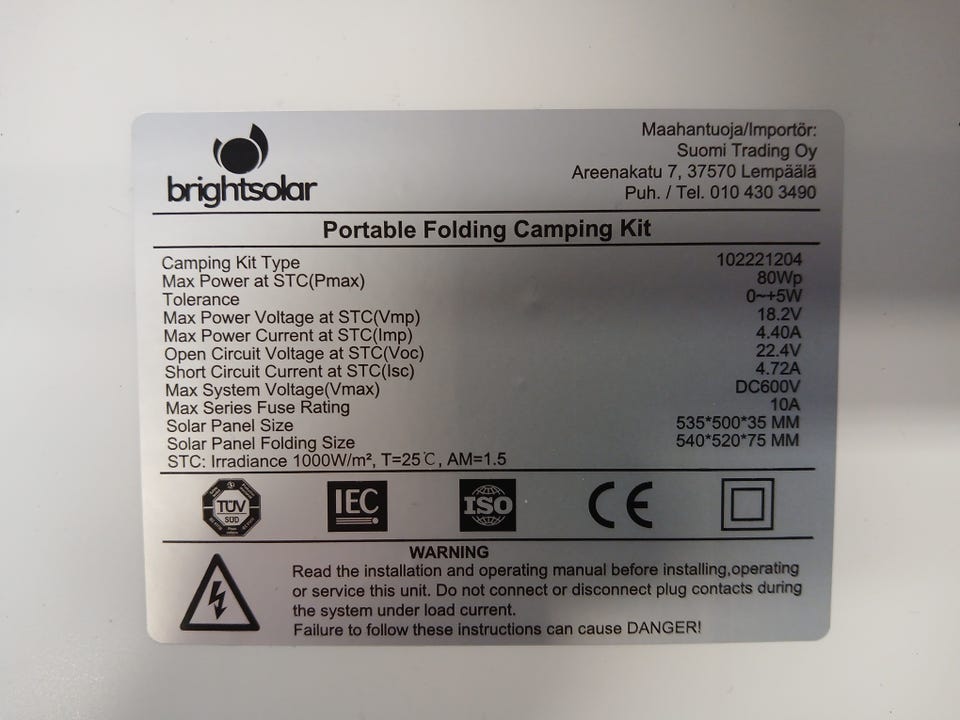 brightsolar
Maahantuoja/Importör:
Suomi Trading Oy
Areenakatu 7, 37570 Lempäälä
Puh. / Tel. 010 430 3490
Portable Folding Camping Kit
Camping Kit Type 102221204
Max Power at STC(Pmax) 80Wp
Tolerance 0~+5W
Max Power Voltage at STC(Vmp) 18.2V
Max Power Current at STC(Imp) 4.40A
Open Circuit Voltage at STC(Voc) 22.4V
Short Circuit Current at STC(Isc) 4.72A
Max System Voltage(Vmax) DC600V
Max Series Fuse Rating 10A
Solar Panel Size 535*500*35 MM
Solar Panel Folding Size 540*520*75 MM
STC: Irradiance 1000W/m², T=25℃, AM=1.5
TÜV
SÜD
IEC
ISO
CE
WARNING
Read the installation and operating manual before installing,operating
or service this unit. Do not connect or disconnect plug contacts during
the system under load current.
Failure to follow these instructions can cause DANGER!